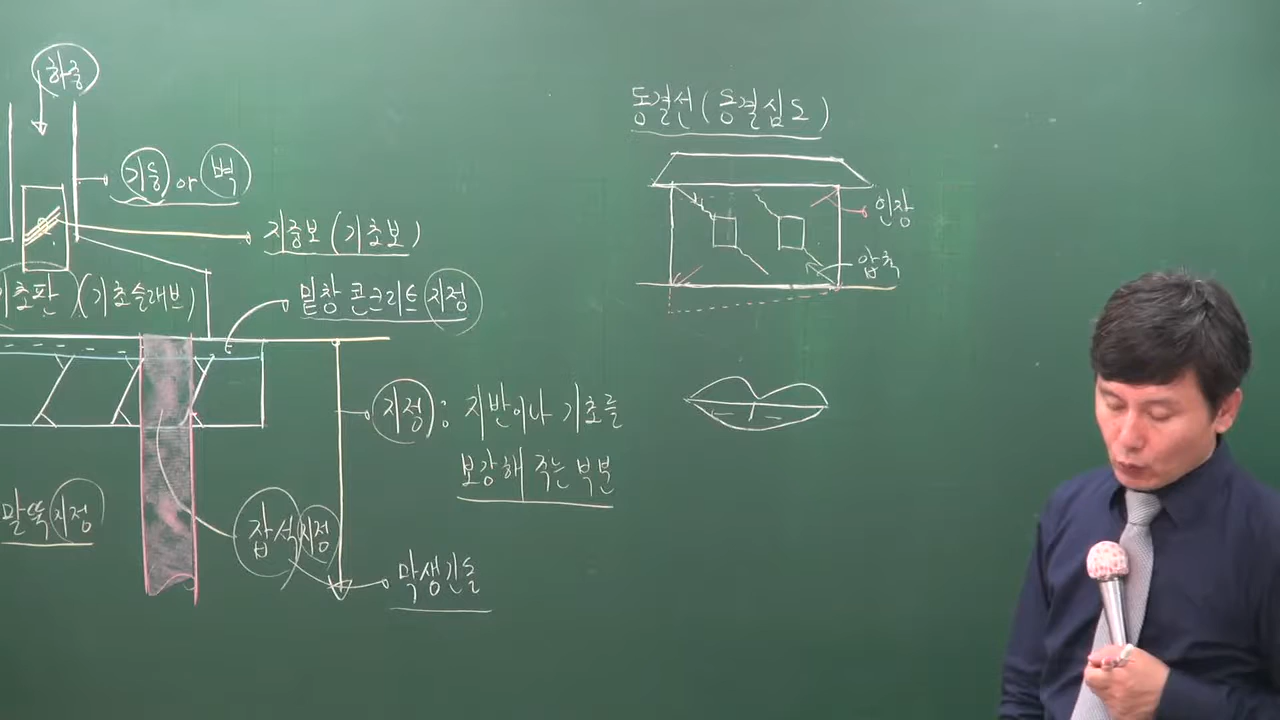 하중
기둥 or 벽
지중보 (기초보)
기초판 (기초슬래브)
밑창 콘크리트 지정
지정 : 지반이나 기초를
보강해 주는 부분
말뚝지정
잡석지정
막생긴돌
동결선 (동결심도)
인장
압축